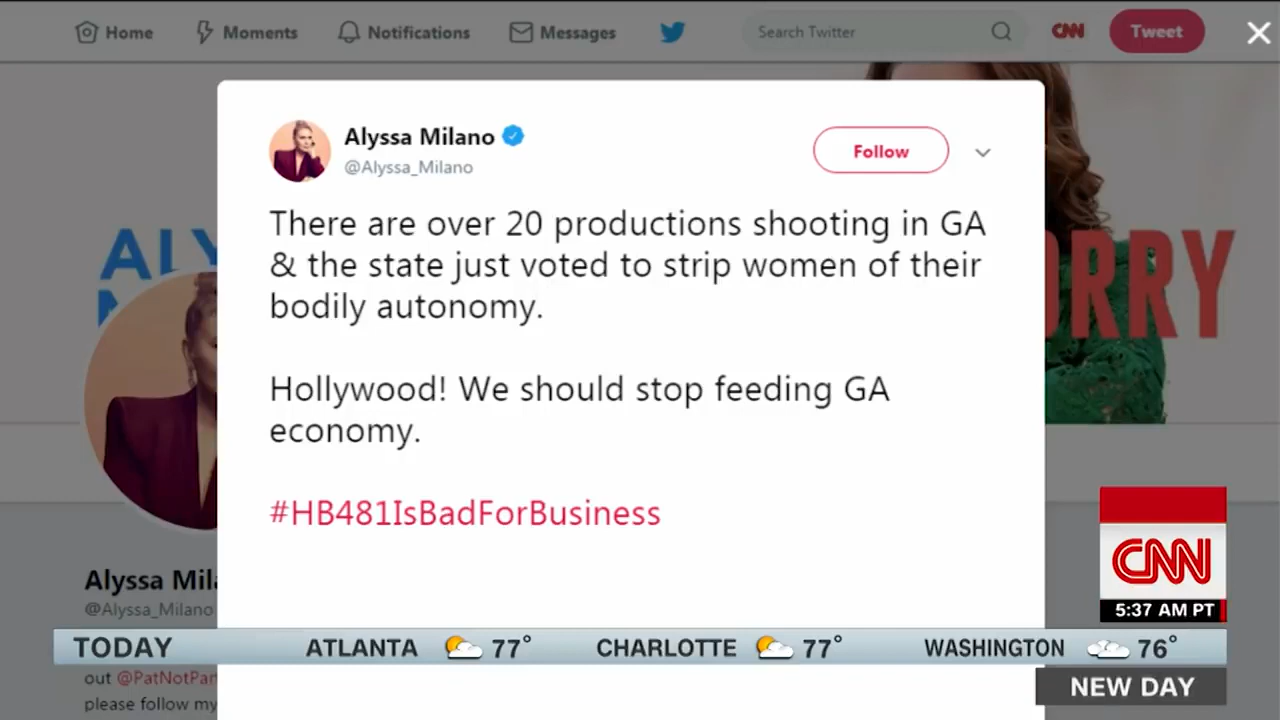 Home Moments Notifications Messages Search Twitter CNN Tweet
Alyssa Milano
@Alyssa_Milano
Follow
There are over 20 productions shooting in GA
& the state just voted to strip women of their
bodily autonomy.
Hollywood! We should stop feeding GA
economy.
#HB481IsBadForBusiness
ORRY
Alyssa Mila
@Alyssa_Milano
CNN
5:37 AM PT
TODAY ATLANTA 77° CHARLOTTE 77° WASHINGTON 76°
out @PatNotPar
please follow my
NEW DAY